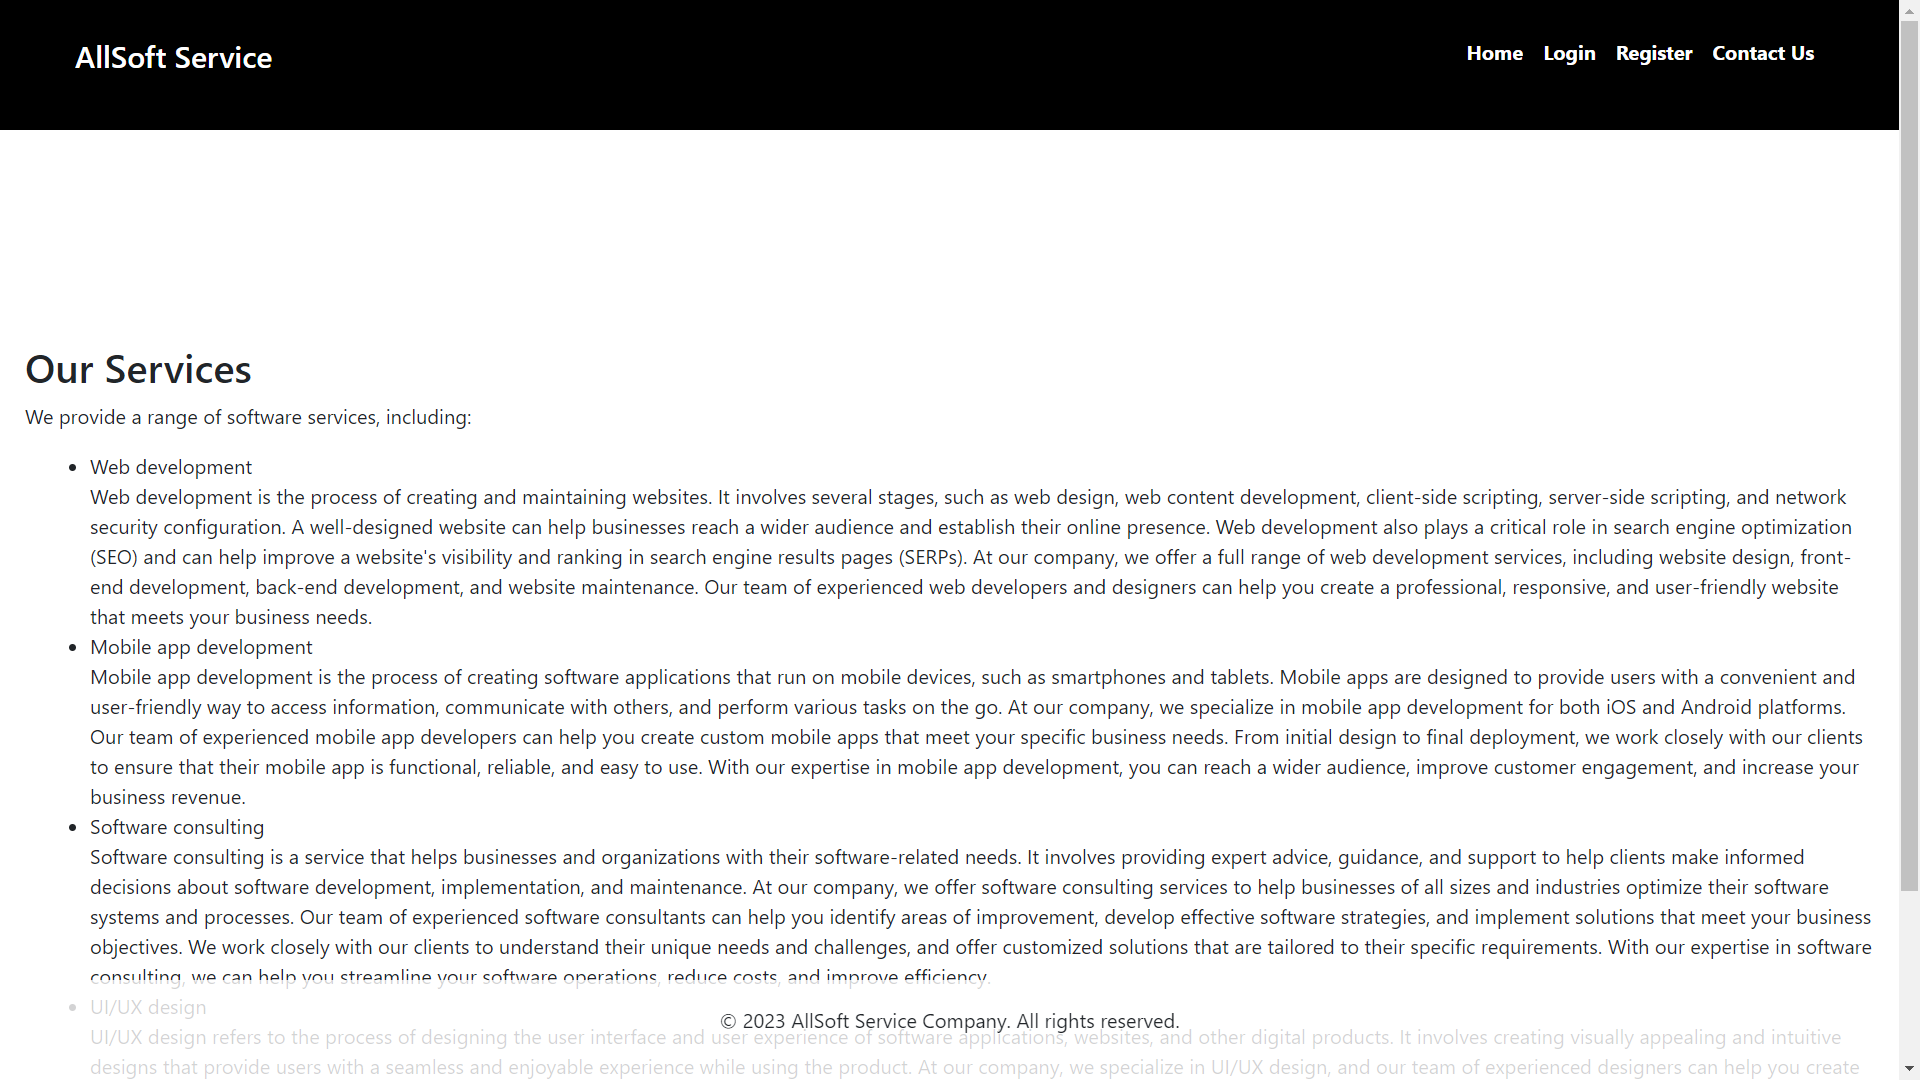 AllSoft Service
Home Login Register Contact Us
Our Services
We provide a range of software services, including:
• Web development
Web development is the process of creating and maintaining websites. It involves several stages, such as web design, web content development, client-side scripting, server-side scripting, and network
security configuration. A well-designed website can help businesses reach a wider audience and establish their online presence. Web development also plays a critical role in search engine optimization
(SEO) and can help improve a website's visibility and ranking in search engine results pages (SERPs). At our company, we offer a full range of web development services, including website design, front-
end development, back-end development, and website maintenance. Our team of experienced web developers and designers can help you create a professional, responsive, and user-friendly website
that meets your business needs.
• Mobile app development
Mobile app development is the process of creating software applications that run on mobile devices, such as smartphones and tablets. Mobile apps are designed to provide users with a convenient and
user-friendly way to access information, communicate with others, and perform various tasks on the go. At our company, we specialize in mobile app development for both iOS and Android platforms.
Our team of experienced mobile app developers can help you create custom mobile apps that meet your specific business needs. From initial design to final deployment, we work closely with our clients
to ensure that their mobile app is functional, reliable, and easy to use. With our expertise in mobile app development, you can reach a wider audience, improve customer engagement, and increase your
business revenue.
• Software consulting
Software consulting is a service that helps businesses and organizations with their software-related needs. It involves providing expert advice, guidance, and support to help clients make informed
decisions about software development, implementation, and maintenance. At our company, we offer software consulting services to help businesses of all sizes and industries optimize their software
systems and processes. Our team of experienced software consultants can help you identify areas of improvement, develop effective software strategies, and implement solutions that meet your business
objectives. We work closely with our clients to understand their unique needs and challenges, and offer customized solutions that are tailored to their specific requirements. With our expertise in software
consulting, we can help you streamline your software operations, reduce costs, and improve efficiency.
• UI/UX design
© 2023 AllSoft Service Company. All rights reserved.
UI/UX design refers to the process of designing the user interface and user experience of software applications, websites, and other digital products. It involves creating visually appealing and intuitive
designs that provide users with a seamless and enjoyable experience while using the product. At our company, we specialize in UI/UX design, and our team of experienced designers can help you create